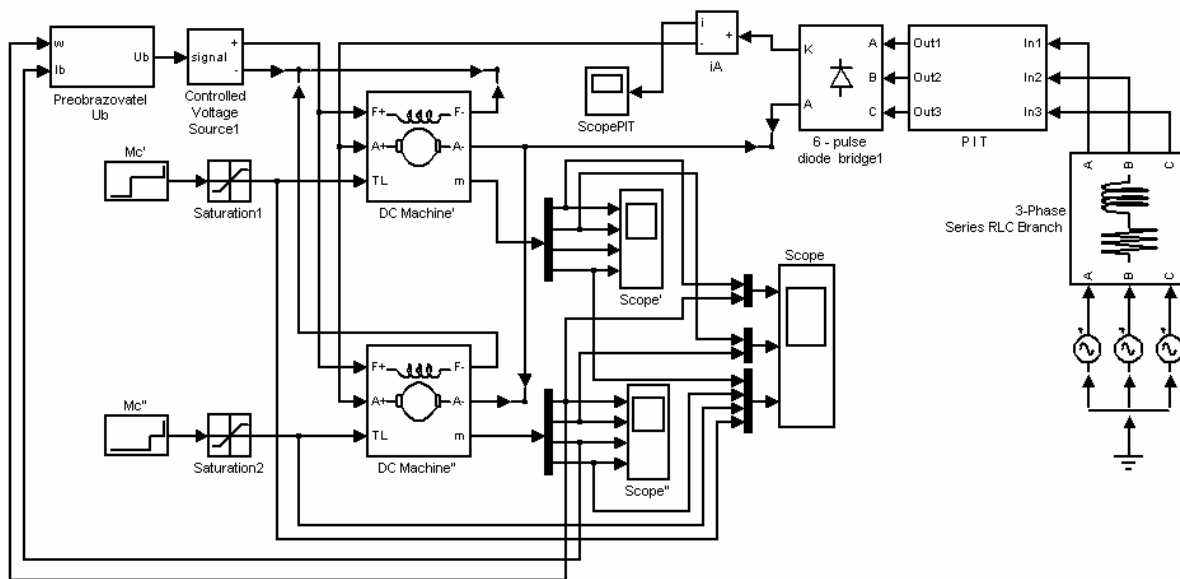 w
Ib
Ub
Preobrazovatel
Ub
signal
+
-
Controlled
Voltage
Source1
i
-
+
iA
ScopePIT
K
A
A
B
C
6 - pulse
diode bridge1
Out1
Out2
Out3
In1
In2
In3
P I T
A
B
C
3-Phase
Series RLC Branch
A
B
C
Mc'
Saturation1
F+
F-
A+
A-
TL
m
DC Machine'
Scope'
Scope
Mc"
Saturation2
F+
F-
A+
A-
TL
m
DC Machine"
Scope"